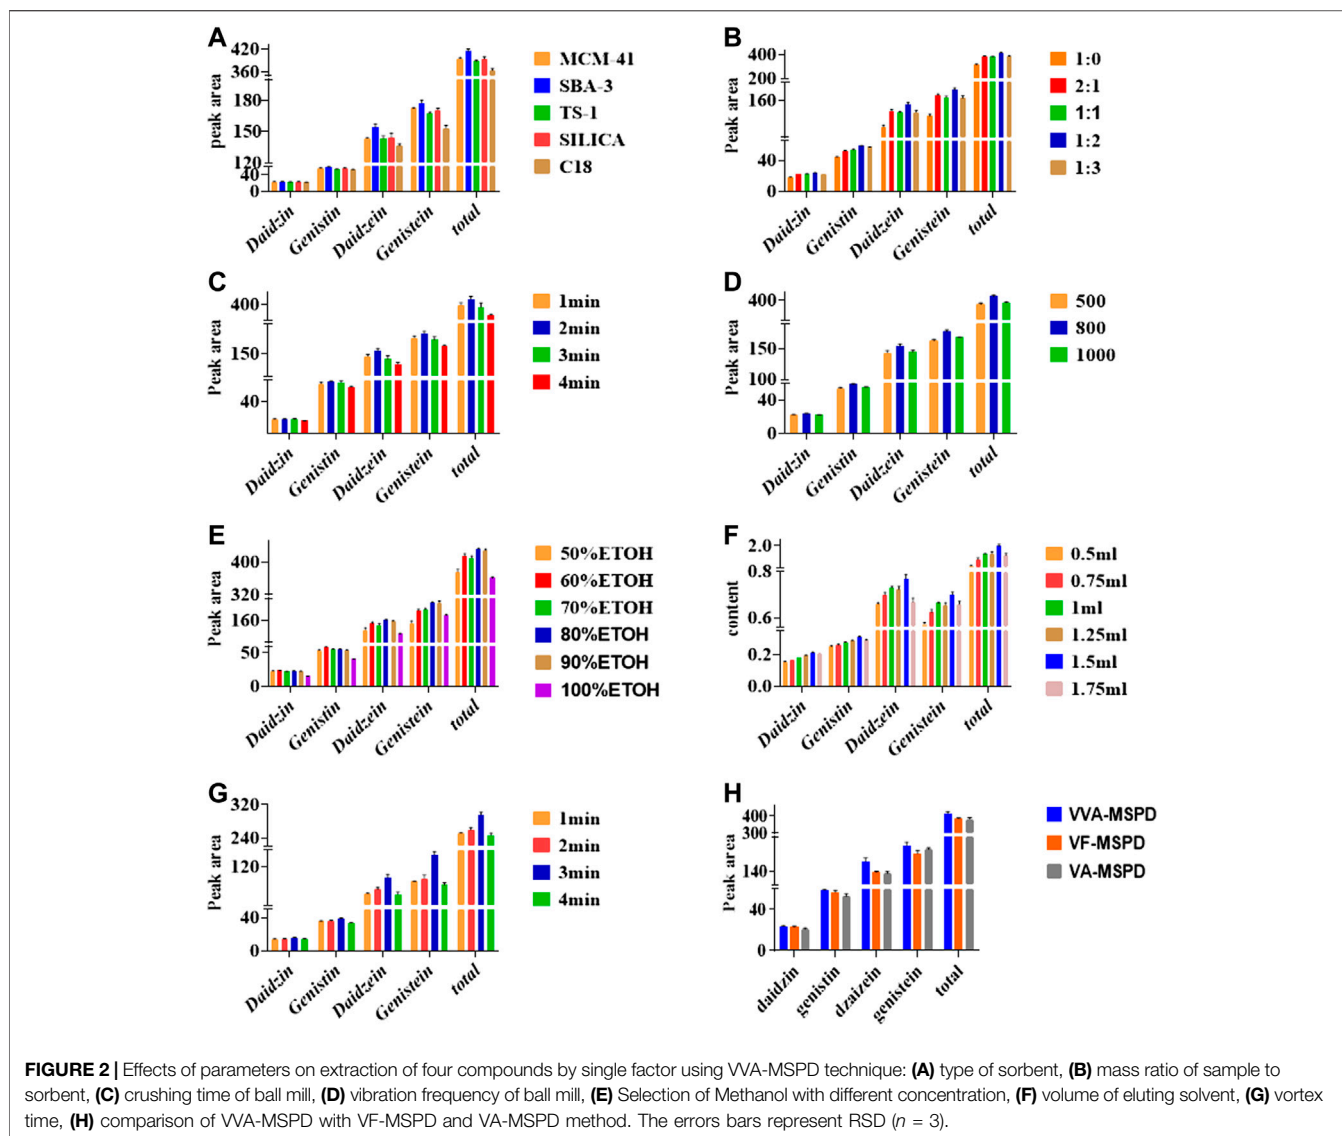 A
420
360
180
150
120
40
0
peak area
Daidzin
Genistin
Daidzein
Genistein
total
MCM-41
SBA-3
TS-1
SILICA
C18
B
400
200
160
40
0
Peak area
Daidzin
Genistin
Daidzein
Genistein
total
1:0
2:1
1:1
1:2
1:3
C
400
150
40
Peak area
Daidzin
Genistin
Daidzein
Genistein
total
1min
2min
3min
4min
D
400
150
100
40
0
Peak area
Daidzin
Genistin
Daidzein
Genistein
total
500
800
1000
E
400
320
160
50
0
Peak area
Daidzin
Genistin
Daidzein
Genistein
total
50%ETOH
60%ETOH
70%ETOH
80%ETOH
90%ETOH
100%ETOH
F
2.0
0.8
0.6
0.2
0.0
content
Daidzin
Genistin
Daidzein
Genistein
total
0.5ml
0.75ml
1ml
1.25ml
1.5ml
1.75ml
G
320
240
120
40
0
Peak area
Daidzin
Genistin
Daidzein
Genistein
total
1min
2min
3min
4min
H
400
300
140
40
0
Peak area
daidzin
genistin
dzaizein
genistein
total
VVA-MSPD
VF-MSPD
VA-MSPD
FIGURE 2 | Effects of parameters on extraction of four compounds by single factor using VVA-MSPD technique: (A) type of sorbent, (B) mass ratio of sample to
sorbent, (C) crushing time of ball mill, (D) vibration frequency of ball mill, (E) Selection of Methanol with different concentration, (F) volume of eluting solvent, (G) vortex
time, (H) comparison of VVA-MSPD with VF-MSPD and VA-MSPD method. The errors bars represent RSD (n = 3).